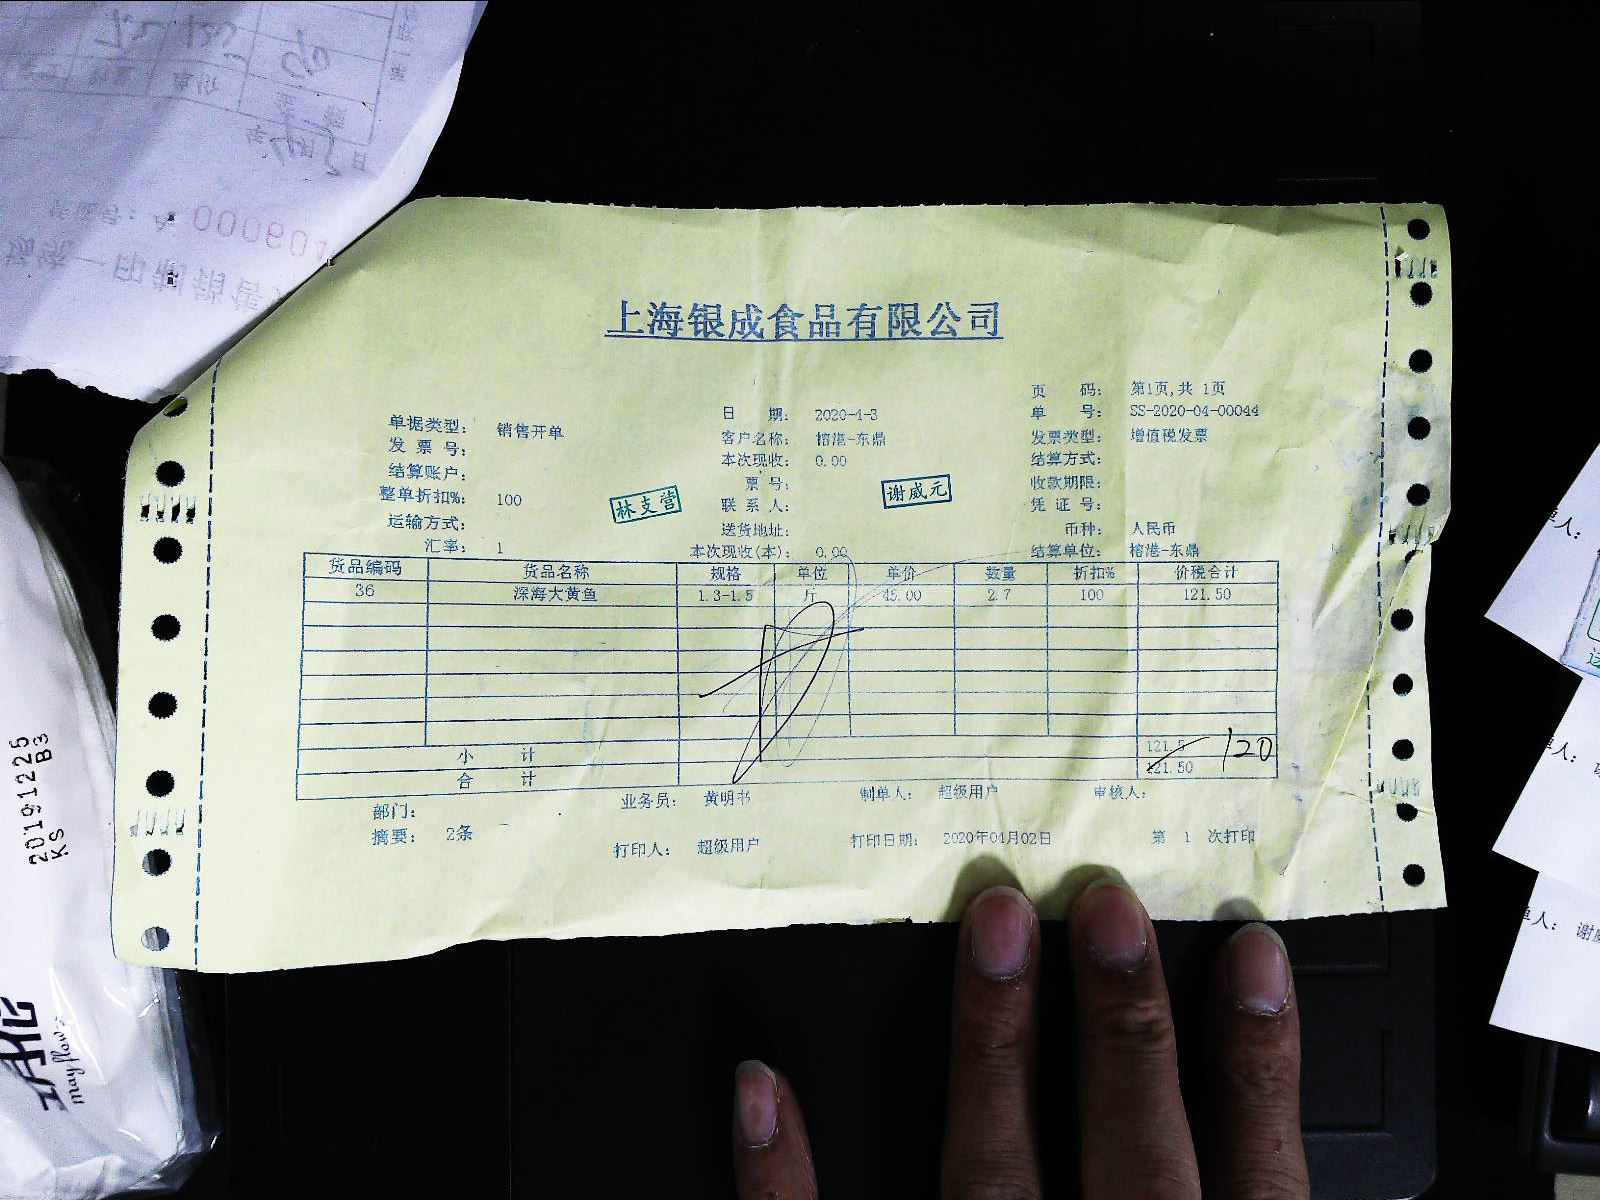 上海银成食品有限公司
页 码: 第1页,共 1页
单据类型: 销售开单 日 期: 2020-4-3 单 号: SS-2020-04-00044
发 票 号: 客户名称: 榕港-东鼎 发票类型: 增值税发票
结算账户: 本次现收: 0.00 结算方式:
整单折扣%: 100 票 号: 收款期限:
林支营 联 系 人: 谢威元 凭 证 号:
运输方式: 送货地址: 币种: 人民币
汇率: 1 本次现收(本): 0.00 结算单位: 榕港-东鼎
货品编码 货品名称 规格 单位 单价 数量 折扣% 价税合计
36 深海大黄鱼 1.3-1.5 斤 45.00 2.7 100 121.50
小 计 121.5 120
合 计 121.50
部门: 业务员: 黄明书 制单人: 超级用户 审核人:
摘要: 2条 打印人: 超级用户 打印日期: 2020年04月02日 第 1 次打印
20191225
KS B3
mayflower